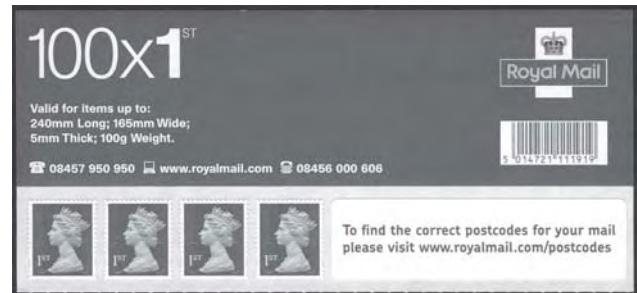 100x1ST
Royal Mail
Valid for items up to:
240mm Long; 165mm Wide;
5mm Thick; 100g Weight.
08457 950 950 www.royalmail.com 08456 000 606
5 014721 111919
1ST 1ST 1ST 1ST
To find the correct postcodes for your mail
please visit www.royalmail.com/postcodes